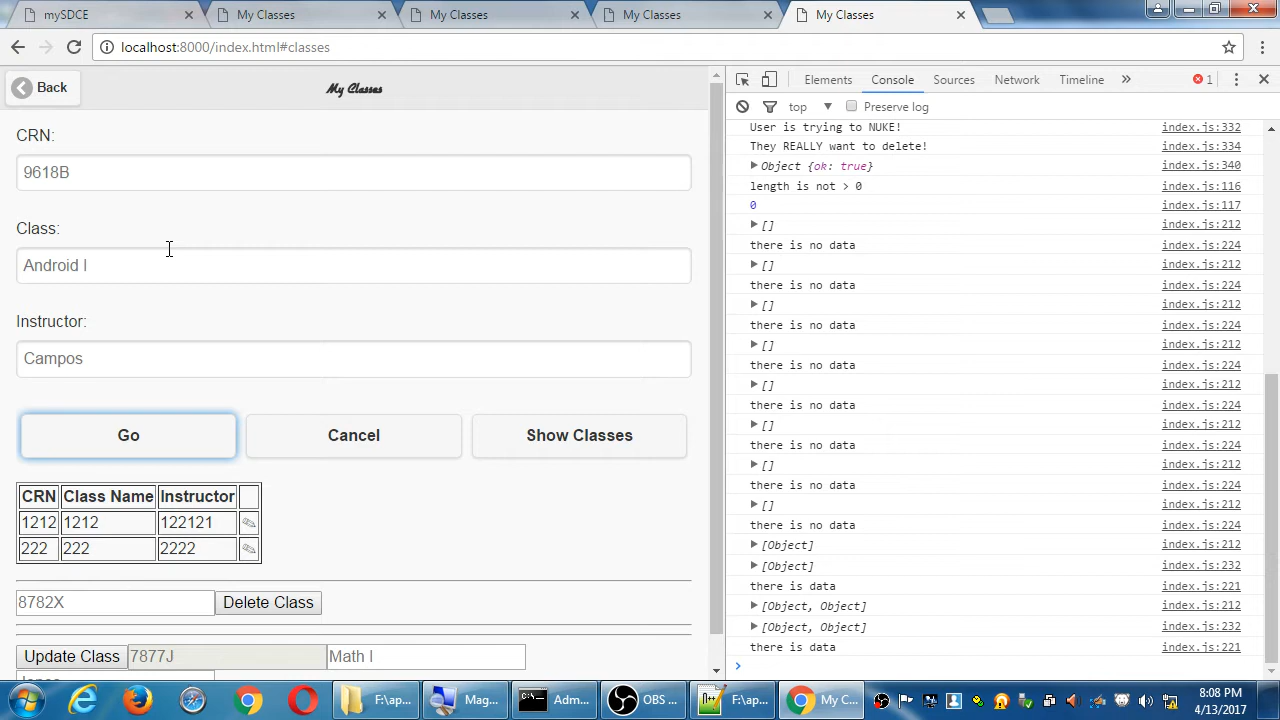 mySDCE
My Classes
My Classes
My Classes
My Classes
localhost:8000/index.html#classes
Back
My Classes
CRN:
9618B
Class:
Android I
Instructor:
Campos
Go Cancel Show Classes
CRN Class Name Instructor
1212 1212 122121
222 222 2222
8782X Delete Class
Update Class 7877J Math I
Elements Console Sources Network Timeline » 1
top Preserve log
User is trying to NUKE! index.js:332
They REALLY want to delete! index.js:334
Object {ok: true} index.js:340
length is not > 0 index.js:116
0 index.js:117
[] index.js:212
there is no data index.js:224
[] index.js:212
there is no data index.js:224
[] index.js:212
there is no data index.js:224
[] index.js:212
there is no data index.js:224
[] index.js:212
there is no data index.js:224
[] index.js:212
there is no data index.js:224
[] index.js:212
there is no data index.js:224
[] index.js:212
there is no data index.js:224
[Object] index.js:212
[Object] index.js:232
there is data index.js:221
[Object, Object] index.js:212
[Object, Object] index.js:232
there is data index.js:221
F:\ap... Mag... Adm... OBS ... F:\ap... My C...
8:08 PM
4/13/2017